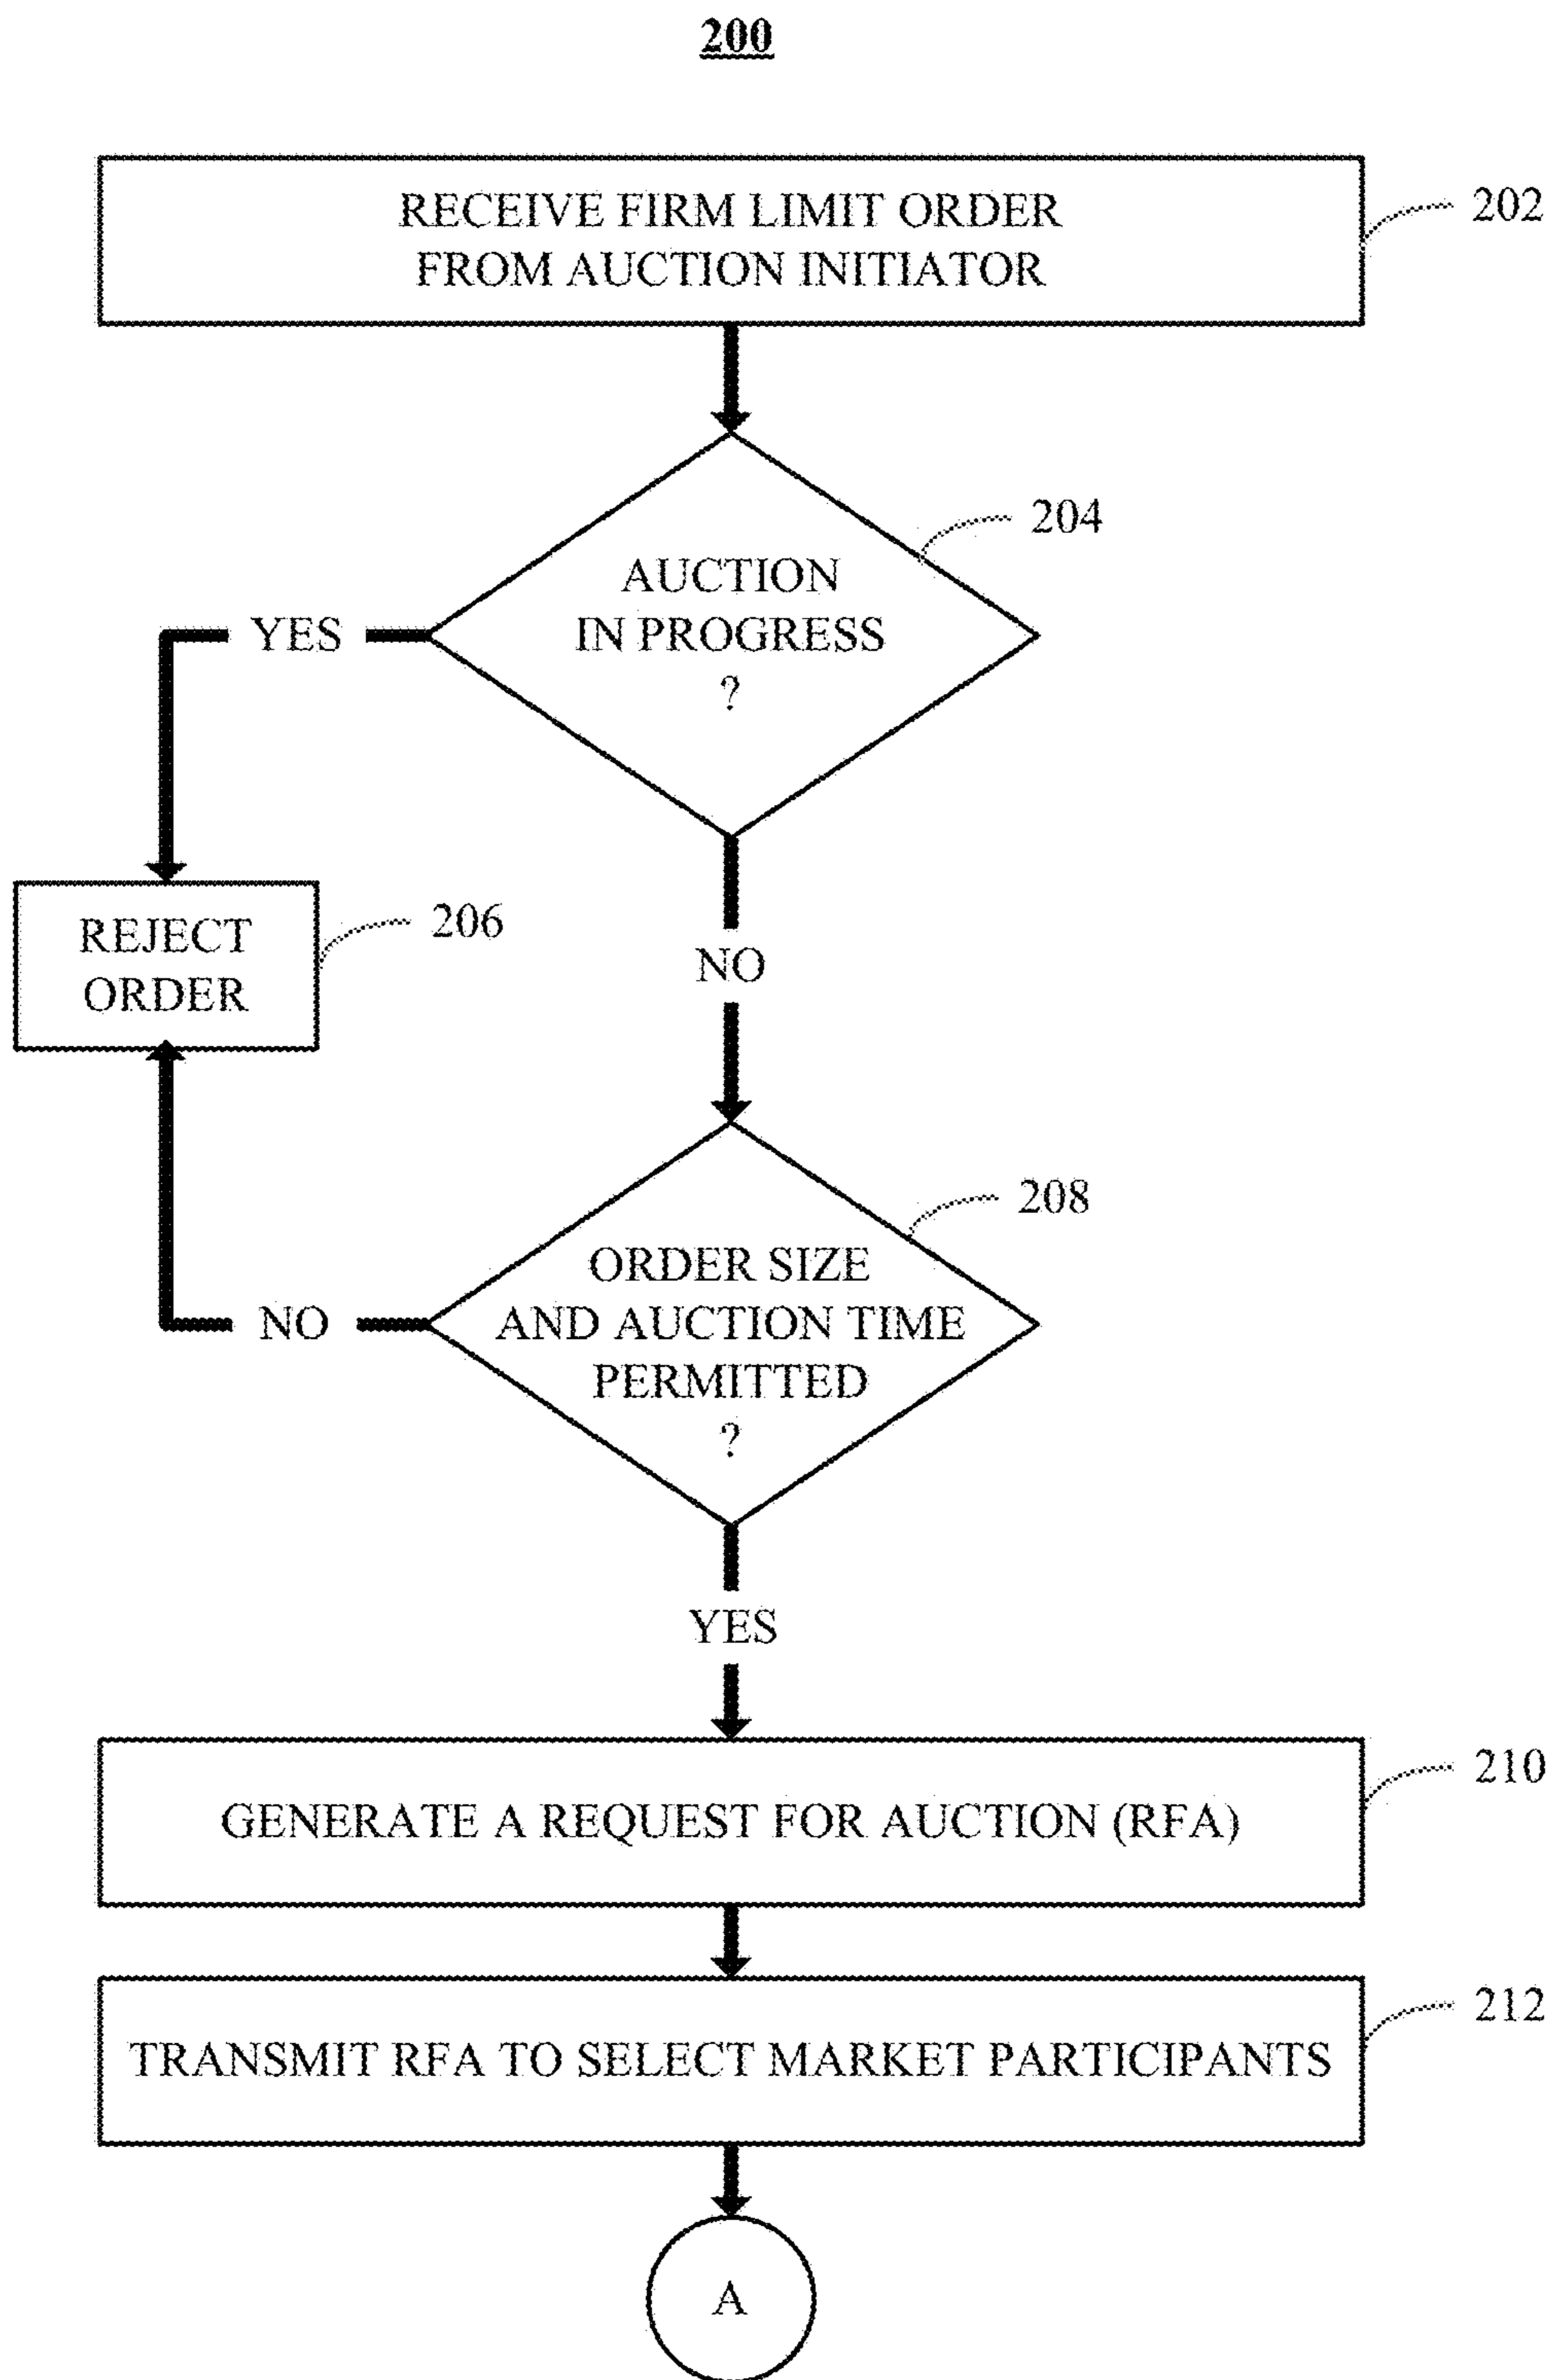 200
RECEIVE FIRM LIMIT ORDER
202
FROM AUCTION INITIATOR
204
AUCTION
YES
IN PROGRESS
?
REJECT
206
ORDER
NO
208
ORDER SIZE
NO
AND AUCTION TIME
PERMITTED
?
YES
210
GENERATE A REQUEST FOR AUCTION (RFA)
212
TRANSMIT RFA TO SELECT MARKET PARTICIPANTS
A